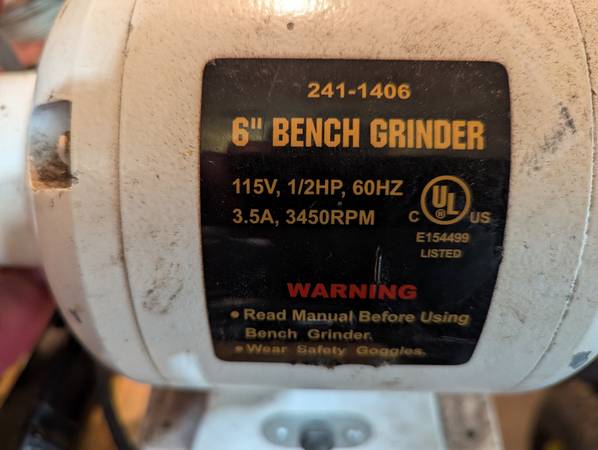 241-1406
6" BENCH GRINDER
115V, 1/2HP, 60HZ
3.5A, 3450RPM
C UL ® US
E154499
LISTED
WARNING
• Read Manual Before Using
Bench Grinder.
• Wear Safety Goggles.